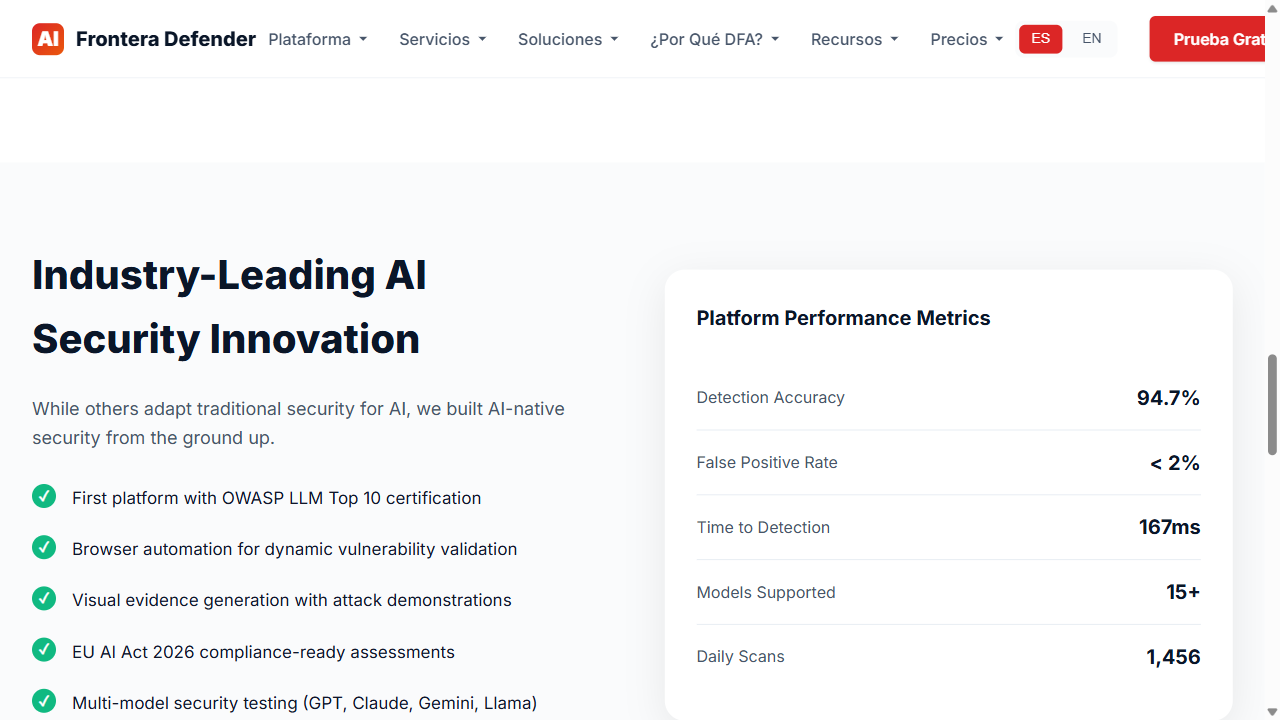 AI Frontera Defender Plataforma Servicios Soluciones ¿Por Qué DFA? Recursos Precios ES EN Prueba Grat
Industry-Leading AI
Security Innovation
While others adapt traditional security for AI, we built AI-native
security from the ground up.
First platform with OWASP LLM Top 10 certification
Browser automation for dynamic vulnerability validation
Visual evidence generation with attack demonstrations
EU AI Act 2026 compliance-ready assessments
Multi-model security testing (GPT, Claude, Gemini, Llama)
Platform Performance Metrics
Detection Accuracy 94.7%
False Positive Rate < 2%
Time to Detection 167ms
Models Supported 15+
Daily Scans 1,456